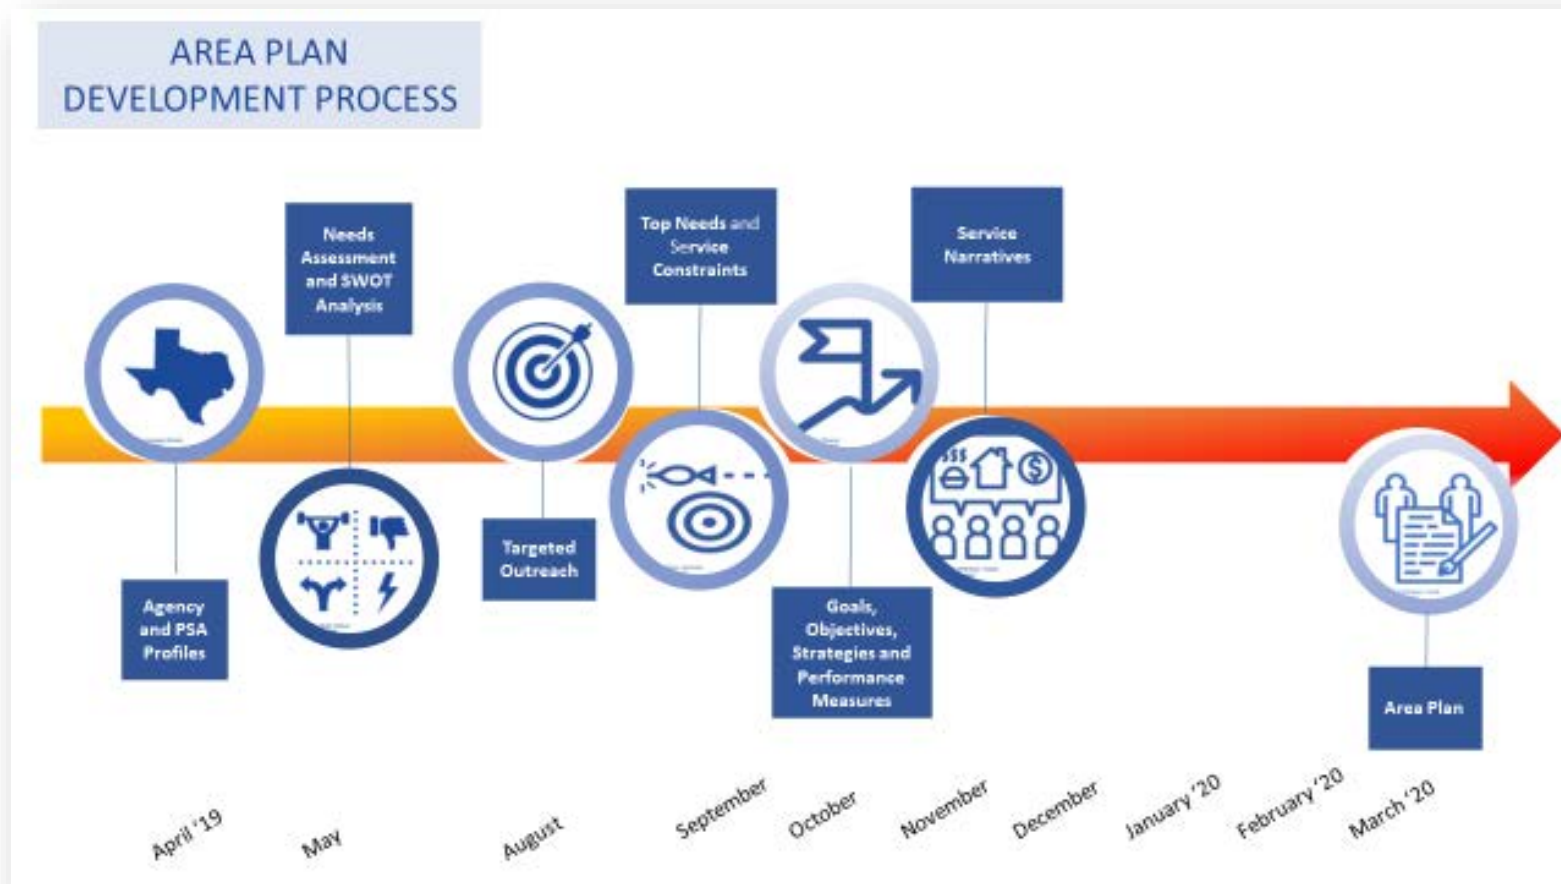 AREA PLAN
DEVELOPMENT PROCESS
Needs
Assessment
and SWOT
Analysis
Top Needs and
Service
Constraints
Service
Narratives
$$$
$
Targeted
Outreach
Agency
and PSA
Profiles
Goals,
Objectives,
Strategies and
Performance
Measures
Area Plan
April '19
May
August
September
October
November
December
January '20
February '20
March '20